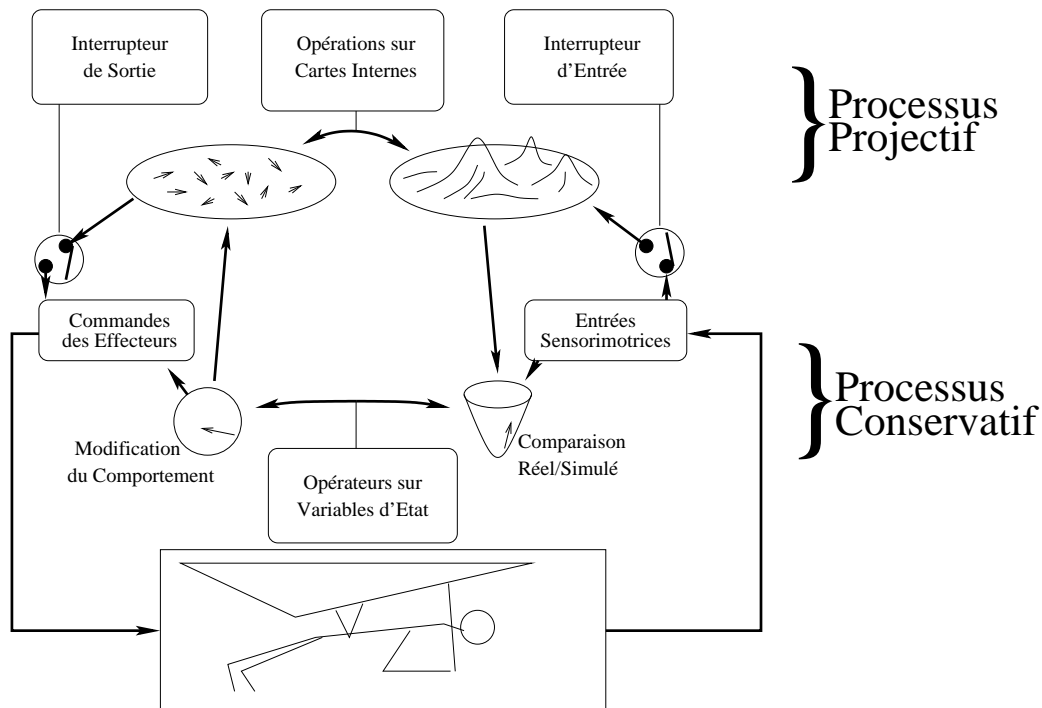 Interrupteur
de Sortie
Opérations sur
Cartes Internes
Interrupteur
d’Entrée
Processus
Projectif
Commandes
des Effecteurs
Entrées
Sensorimotrices
Processus
Conservatif
Modification
du Comportement
Comparaison
Réel/Simulé
Opérateurs sur
Variables d’Etat